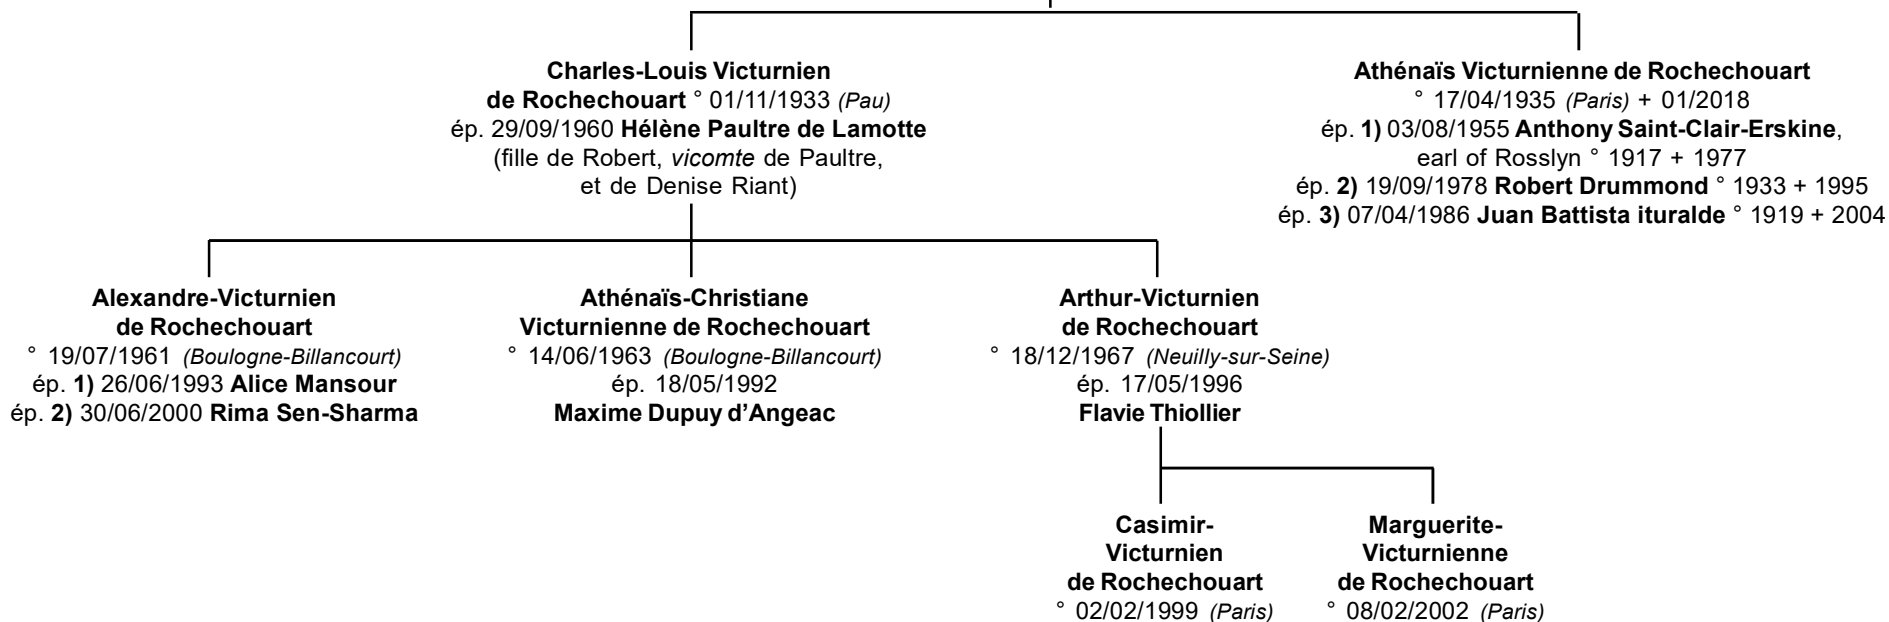 Charles-Louis Victurnien
de Rochechouart ° 01/11/1933 (Pau)
ép. 29/09/1960 Hélène Paultre de Lamotte
(fille de Robert, vicomte de Paultre,
et de Denise Riant)
Athénaïs Victurnienne de Rochechouart
° 17/04/1935 (Paris) + 01/2018
ép. 1) 03/08/1955 Anthony Saint-Clair-Erskine,
earl of Rosslyn ° 1917 + 1977
ép. 2) 19/09/1978 Robert Drummond ° 1933 + 1995
ép. 3) 07/04/1986 Juan Battista ituralde ° 1919 + 2004
Alexandre-Victurnien
de Rochechouart
° 19/07/1961 (Boulogne-Billancourt)
ép. 1) 26/06/1993 Alice Mansour
ép. 2) 30/06/2000 Rima Sen-Sharma
Athénaïs-Christiane
Victurnienne de Rochechouart
° 14/06/1963 (Boulogne-Billancourt)
ép. 18/05/1992
Maxime Dupuy d’Angeac
Arthur-Victurnien
de Rochechouart
° 18/12/1967 (Neuilly-sur-Seine)
ép. 17/05/1996
Flavie Thiollier
Casimir-
Victurnien
de Rochechouart
° 02/02/1999 (Paris)
Marguerite-
Victurnienne
de Rochechouart
° 08/02/2002 (Paris)